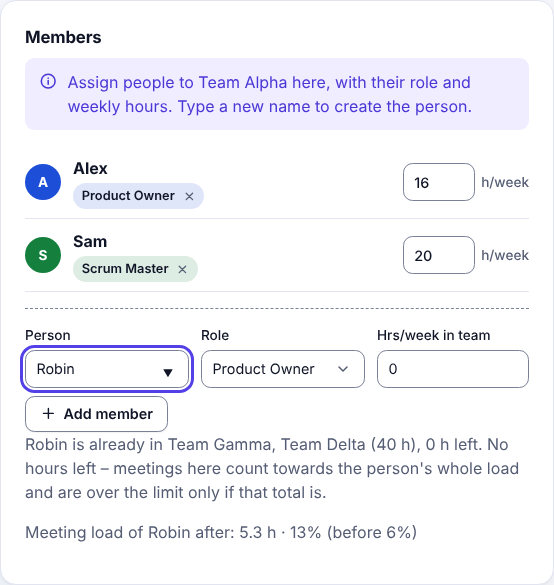 Members
Assign people to Team Alpha here, with their role and
weekly hours. Type a new name to create the person.
A
Alex
Product Owner ×
16 h/week
S
Sam
Scrum Master ×
20 h/week
Person Role Hrs/week in team
Robin Product Owner 0
+ Add member
Robin is already in Team Gamma, Team Delta (40 h), 0 h left. No
hours left – meetings here count towards the person's whole load
and are over the limit only if that total is.
Meeting load of Robin after: 5.3 h · 13% (before 6%)